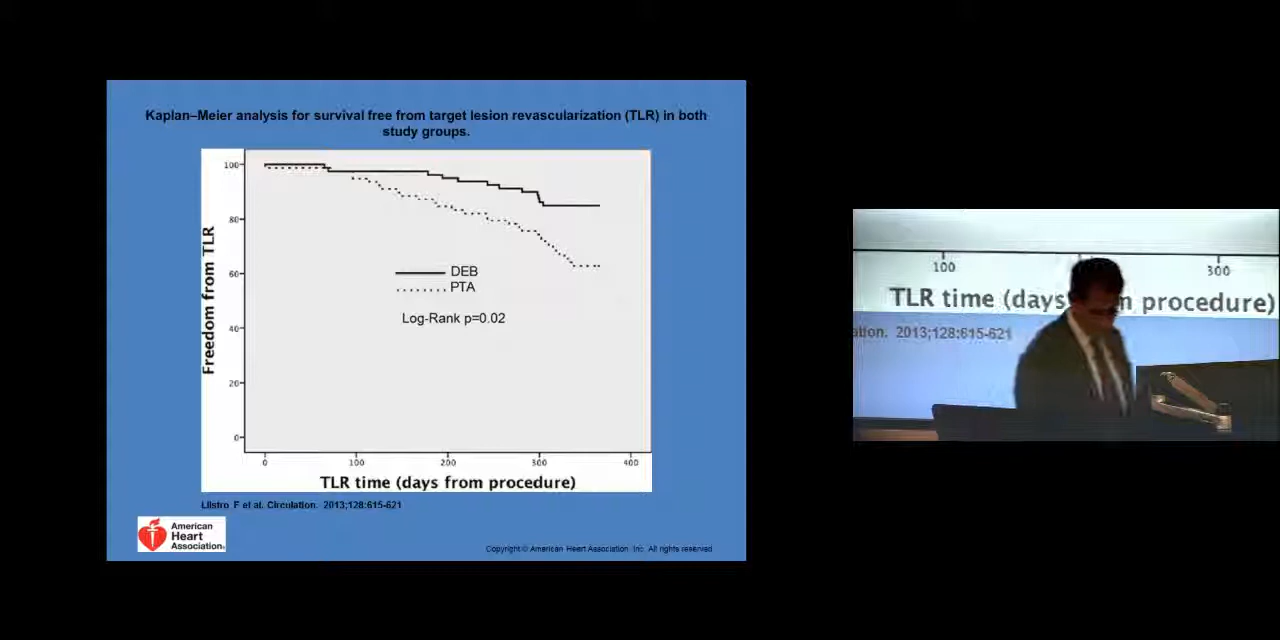 Kaplan–Meier analysis for survival free from target lesion revascularization (TLR) in both
study groups.
100
80
60
40
20
0
Freedom from TLR
DEB
PTA
Log-Rank p=0.02
0 100 200 300 400
TLR time (days from procedure)
Liistro F et al. Circulation. 2013;128:615-621
American
Heart
Association®
Copyright © American Heart Association, Inc. All rights reserved
100 300
TLR time (days m procedure)
ation. 2013;128:615-621